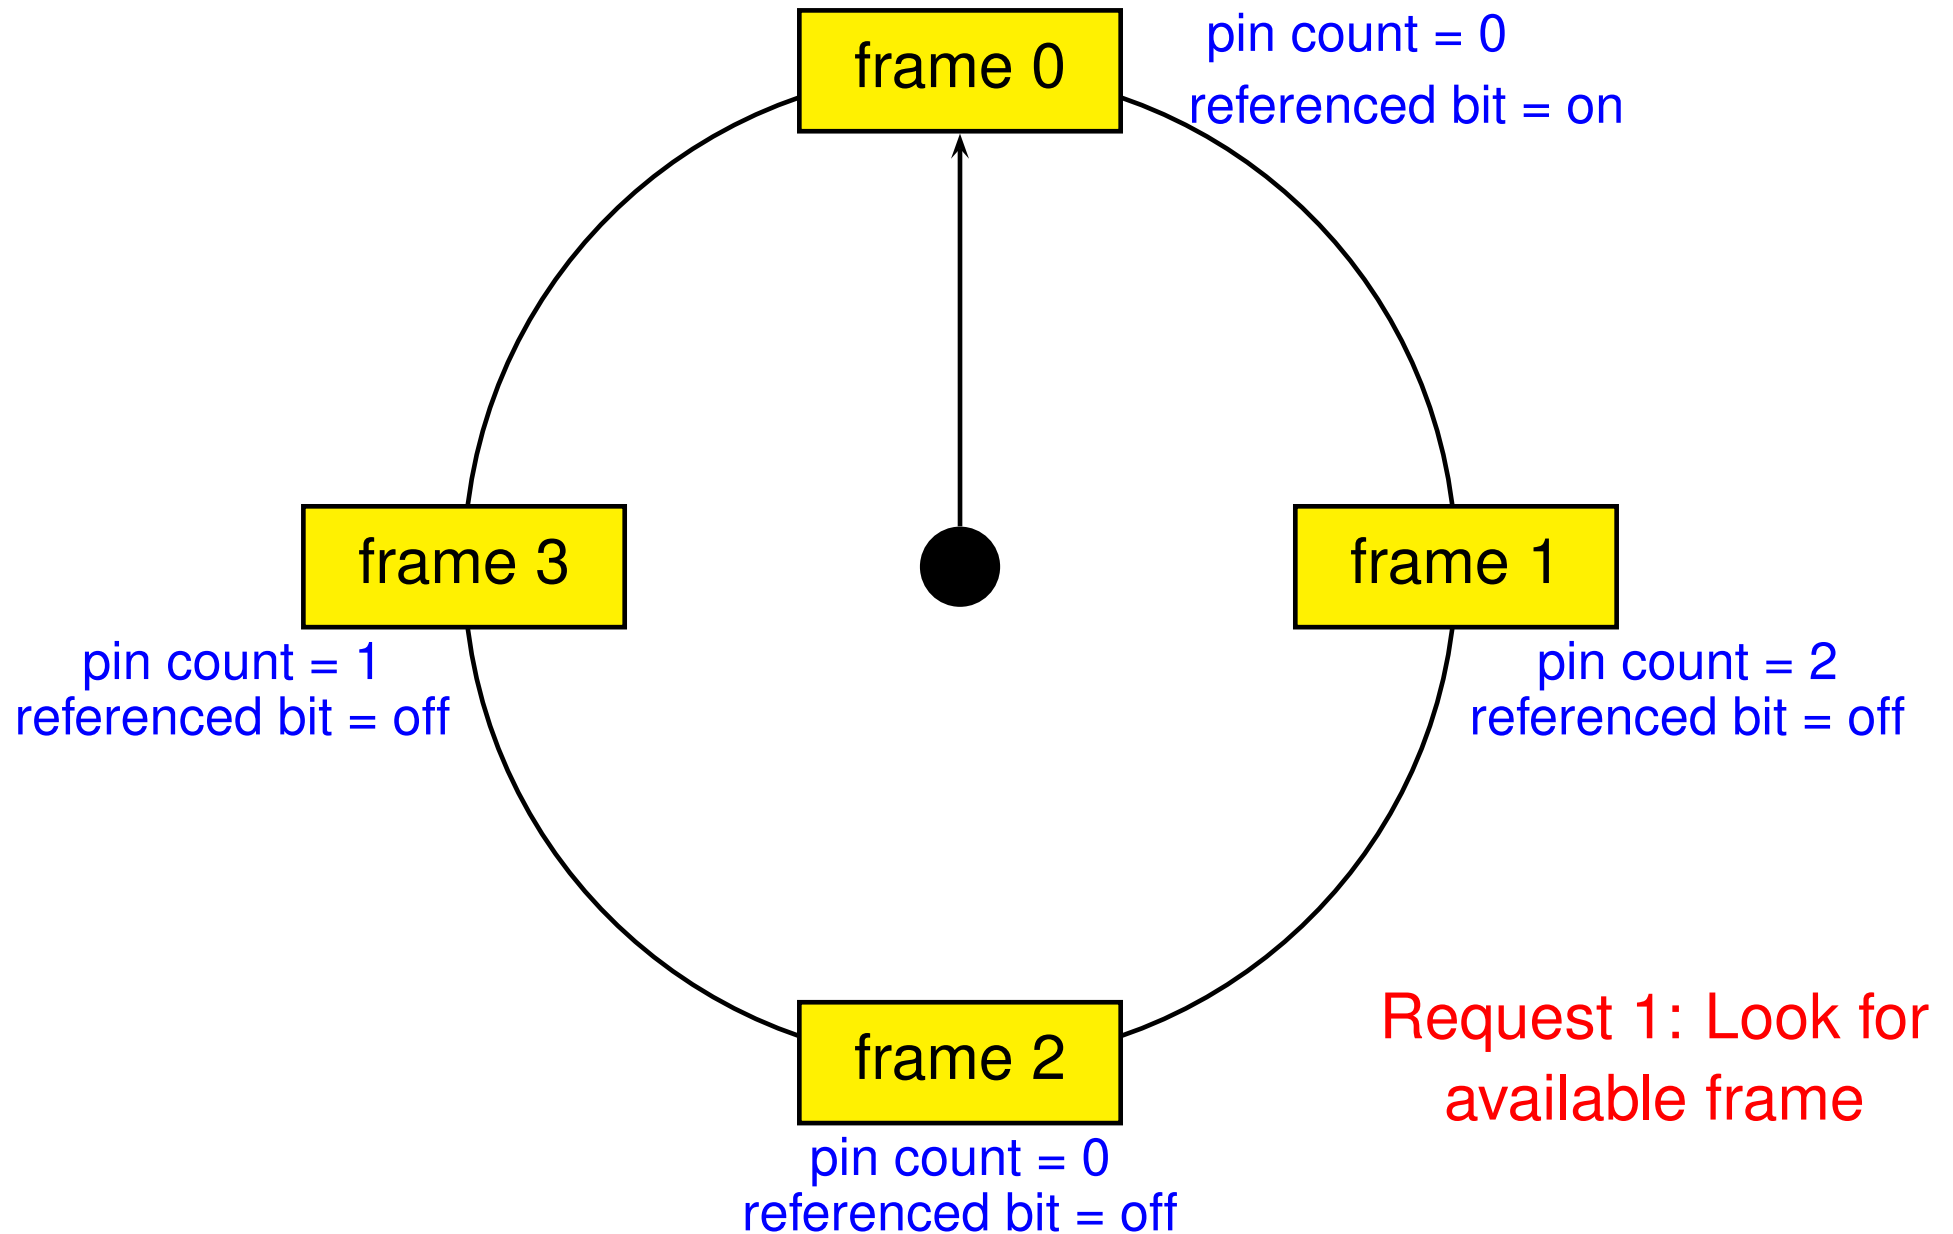 frame 0
pin count = 0
referenced bit = on
frame 3
frame 1
pin count = 1
referenced bit = off
pin count = 2
referenced bit = off
frame 2
pin count = 0
referenced bit = off
Request 1: Look for
available frame